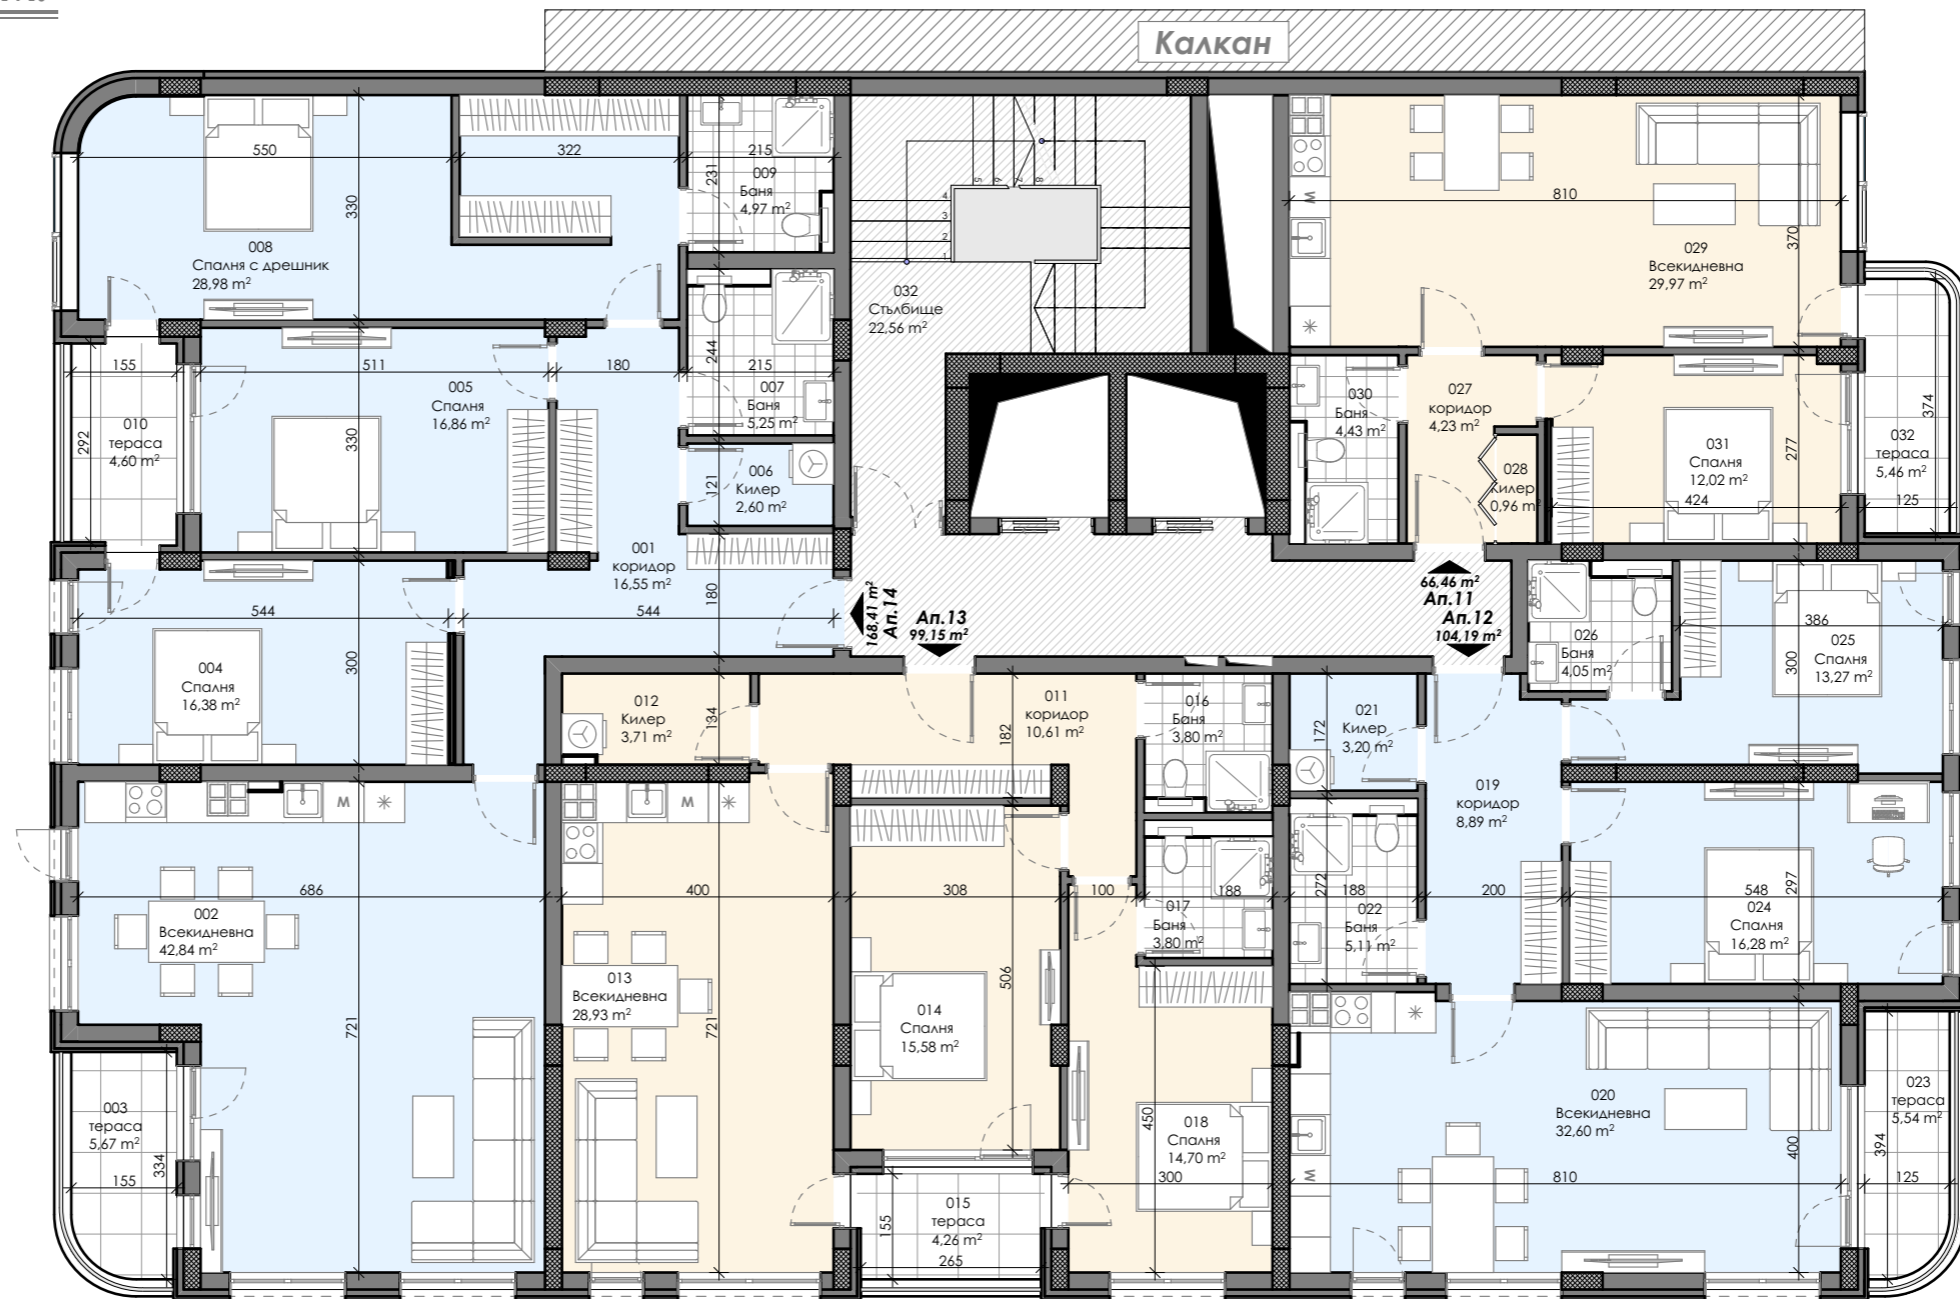 Калкан
550
322
215
231
009
Баня
4,97 m²
330
008
Спалня с дрешник
28,98 m²
4
3
2
1
5
6
7
8
032
Стълбище
22,56 m²
810
370
029
Всекидневна
29,97 m²
W
155
511
180
215
244
007
Баня
5,25 m²
005
Спалня
16,86 m²
330
010
тераса
4,60 m²
292
006
Килер
2,60 m²
121
030
Баня
4,43 m²
027
коридор
4,23 m²
028
Килер
0,96 m²
031
Спалня
12,02 m²
277
424
374
032
тераса
5,46 m²
125
001
коридор
16,55 m²
180
544
544
168,41 m²
Ап.14
Ап.13
99,15 m²
66,46 m²
Ап.11
Ап.12
104,19 m²
004
Спалня
16,38 m²
300
026
Баня
4,05 m²
386
300
025
Спалня
13,27 m²
012
Килер
3,71 m²
134
011
коридор
10,61 m²
182
016
Баня
3,80 m²
172
021
Килер
3,20 m²
019
коридор
8,89 m²
M
M
686
400
308
100
188
188
200
548
297
272
002
Всекидневна
42,84 m²
017
Баня
3,80 m²
022
Баня
5,11 m²
024
Спалня
16,28 m²
013
Всекидневна
28,93 m²
506
014
Спалня
15,58 m²
721
721
003
тераса
5,67 m²
334
155
450
018
Спалня
14,70 m²
300
020
Всекидневна
32,60 m²
W
810
400
394
023
тераса
5,54 m²
125
015
тераса
4,26 m²
155
265